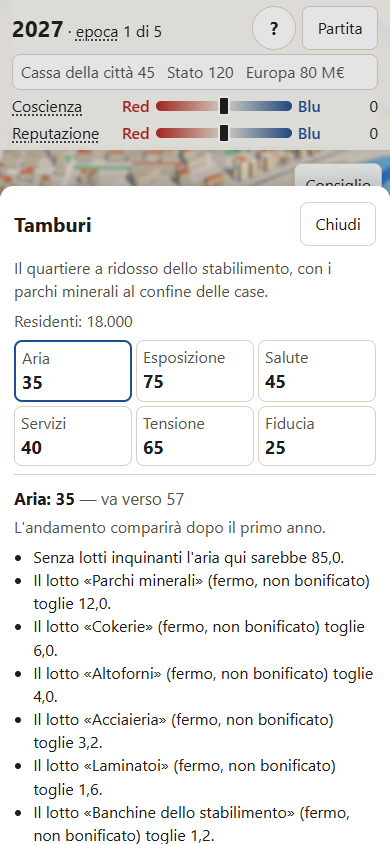 2027 · epoca 1 di 5
?
Partita
Cassa della città 45 Stato 120 Europa 80 M€
Coscienza Red Blu 0
Reputazione Red Blu 0
Consiglio
Tamburi
Chiudi
Il quartiere a ridosso dello stabilimento, con i
parchi minerali al confine delle case.
Residenti: 18.000
Aria Esposizione Salute
35 75 45
Servizi Tensione Fiducia
40 65 25
Aria: 35 — va verso 57
L'andamento comparirà dopo il primo anno.
• Senza lotti inquinanti l'aria qui sarebbe 85,0.
• Il lotto «Parchi minerali» (fermo, non bonificato)
toglie 12,0.
• Il lotto «Cokerie» (fermo, non bonificato) toglie
6,0.
• Il lotto «Altoforni» (fermo, non bonificato) toglie
4,0.
• Il lotto «Acciaieria» (fermo, non bonificato)
toglie 3,2.
• Il lotto «Laminatoi» (fermo, non bonificato)
toglie 1,6.
• Il lotto «Banchine dello stabilimento» (fermo,
non bonificato) toglie 1,2.